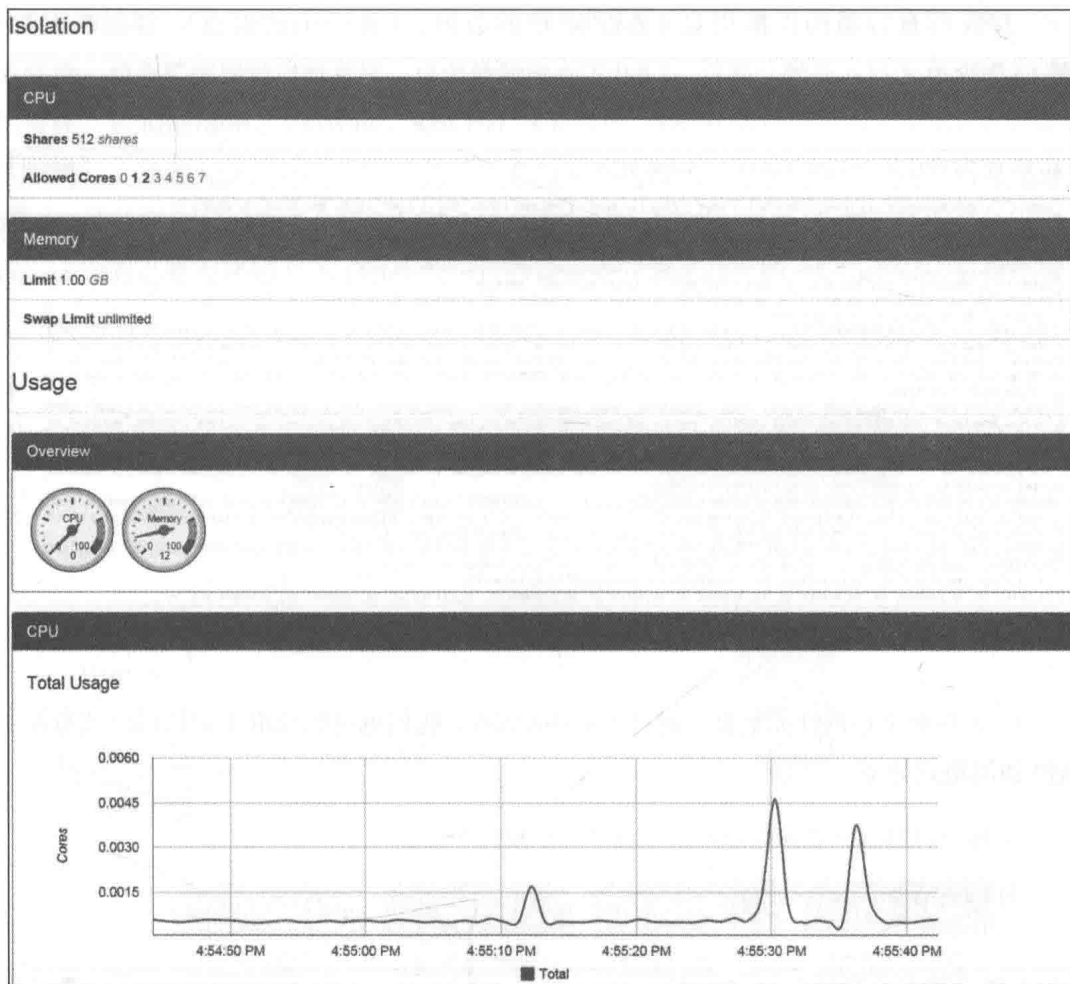 Isolation
CPU
Shares 512 shares
Allowed Cores 0 1 2 3 4 5 6 7
Memory
Limit 1.00 GB
Swap Limit unlimited
Usage
Overview
CPU
0 100
0
Memory
0 100
12
CPU
Total Usage
0.0060
0.0045
0.0030
0.0015
Cores
4:54:50 PM 4:55:00 PM 4:55:10 PM 4:55:20 PM 4:55:30 PM 4:55:40 PM
Total